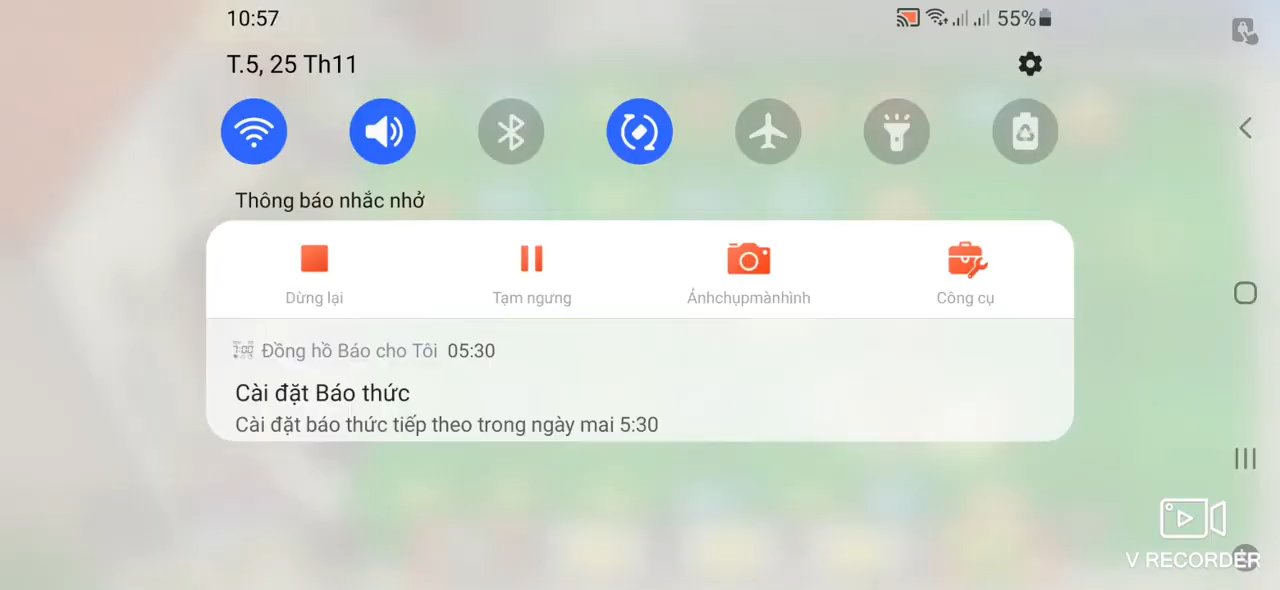 10:57
55%
T.5, 25 Th11
Thông báo nhắc nhở
Dừng lại
Tạm ngưng
Ảnhchụpmànhình
Công cụ
7:00 Đồng hồ Báo cho Tôi 05:30
Cài đặt Báo thức
Cài đặt báo thức tiếp theo trong ngày mai 5:30
V RECORDER